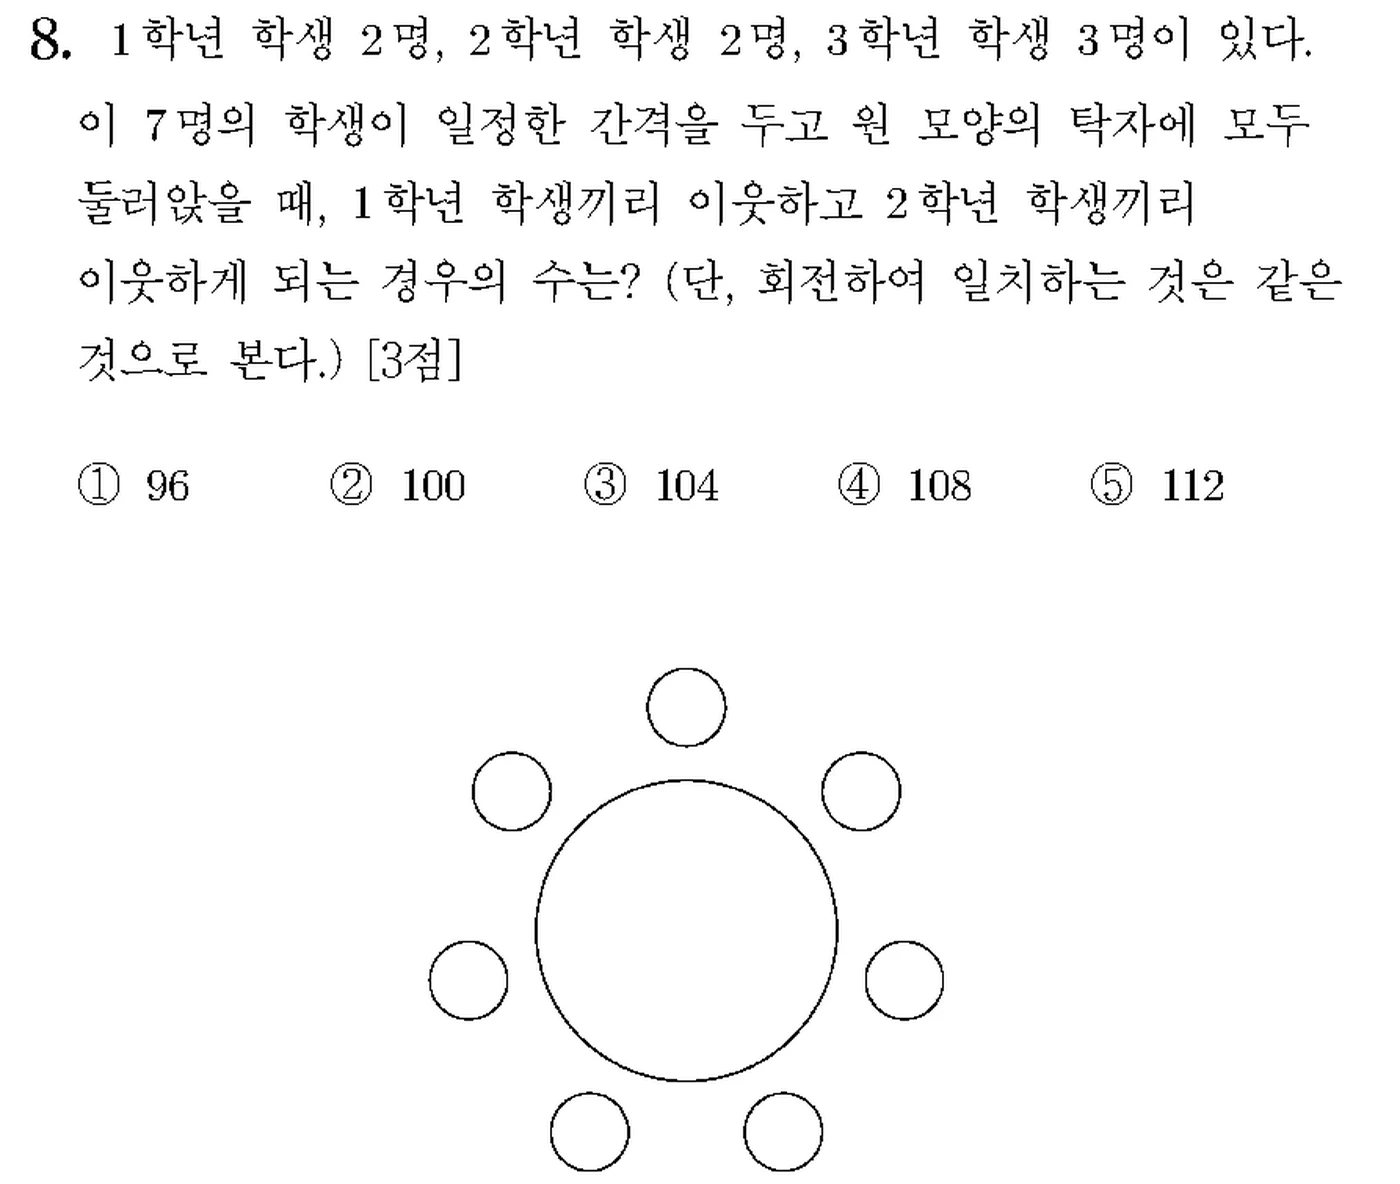 8. 1학년 학생 2명, 2학년 학생 2명, 3학년 학생 3명이 있다.
이 7명의 학생이 일정한 간격을 두고 원 모양의 탁자에 모두
둘러앉을 때, 1학년 학생끼리 이웃하고 2학년 학생끼리
이웃하게 되는 경우의 수는? (단, 회전하여 일치하는 것은 같은
것으로 본다.) [3점]
① 96 ② 100 ③ 104 ④ 108 ⑤ 112